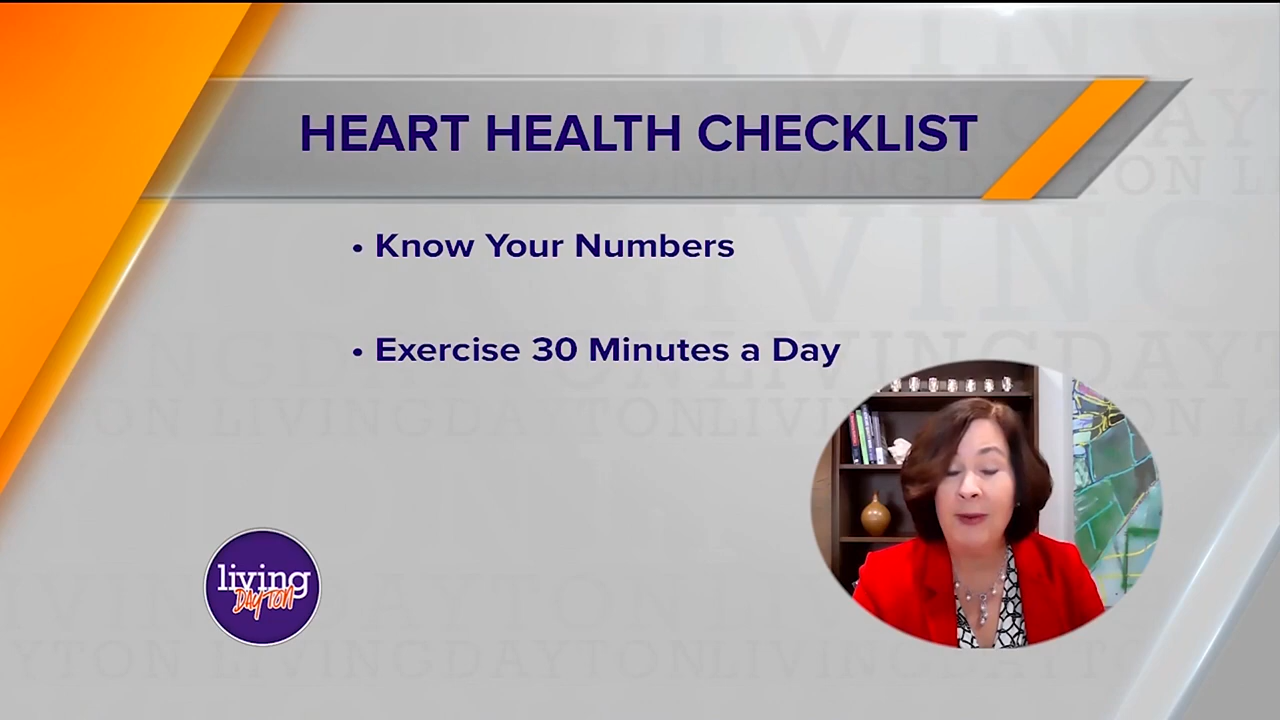 HEART HEALTH CHECKLIST
• Know Your Numbers
• Exercise 30 Minutes a Day
living
DAYTON